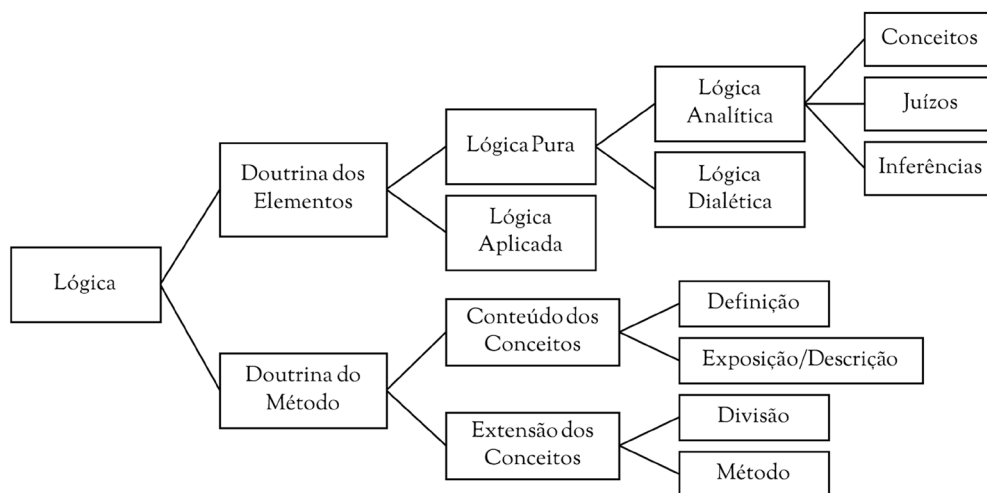 Lógica
Doutrina dos
Elementos
Lógica Pura
Lógica
Analítica
Conceitos
Juízos
Inferências
Lógica
Dialética
Lógica
Aplicada
Doutrina do
Método
Conteúdo dos
Conceitos
Definição
Exposição/Descrição
Extensão dos
Conceitos
Divisão
Método